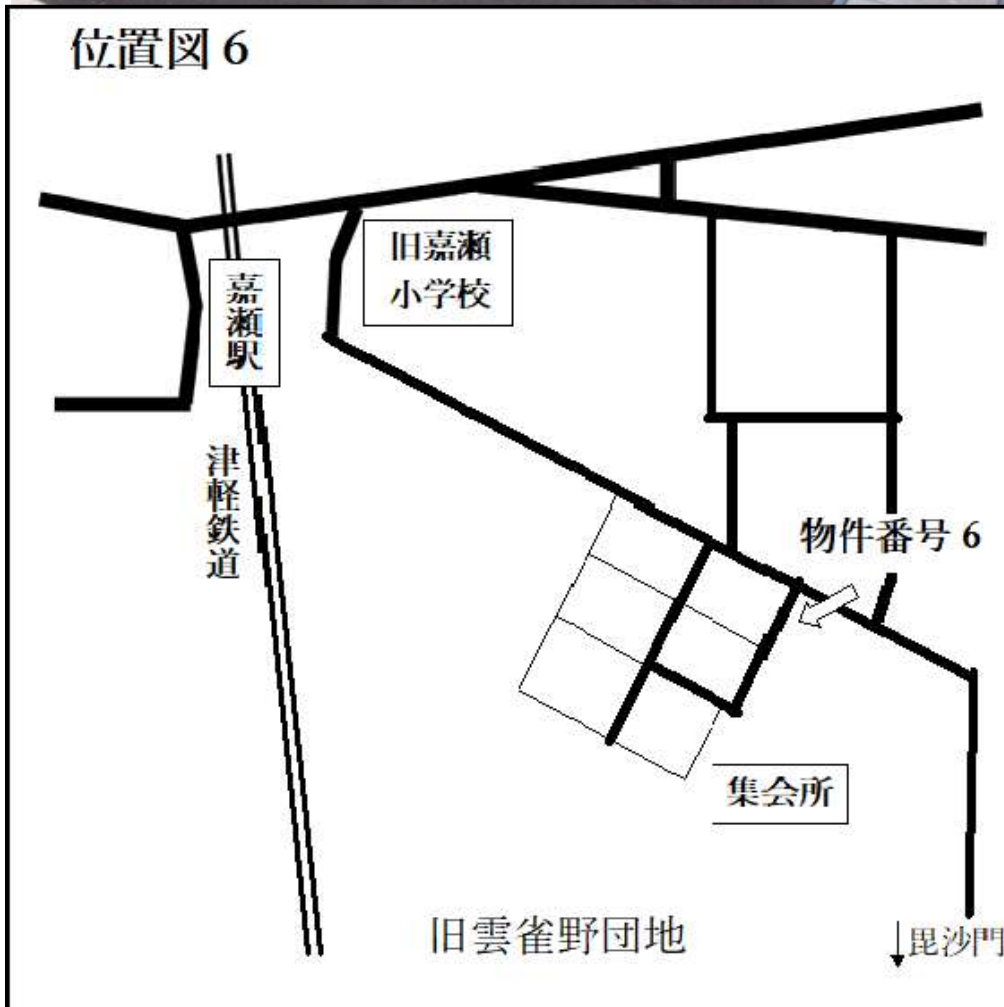 位置図 6
旧嘉瀬
小学校
嘉瀬駅
津軽鉄道
物件番号 6
集会所
旧雲雀野団地
↓毘沙門